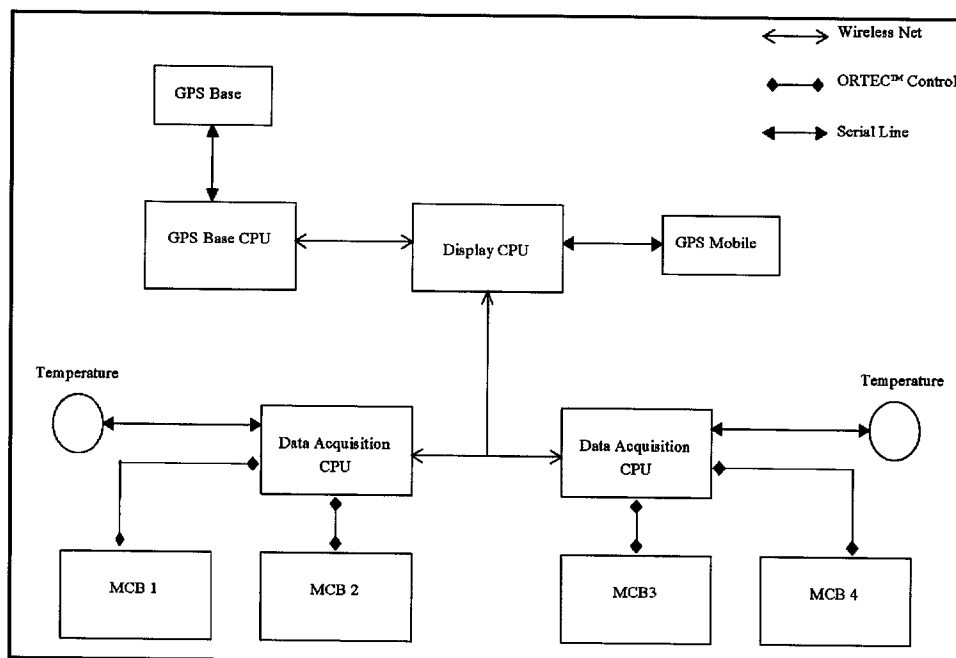 Wireless Net
ORTEC™ Control
Serial Line
GPS Base
GPS Base CPU
Display CPU
GPS Mobile
Temperature
Temperature
Data Acquisition
CPU
Data Acquisition
CPU
MCB 1
MCB 2
MCB3
MCB 4